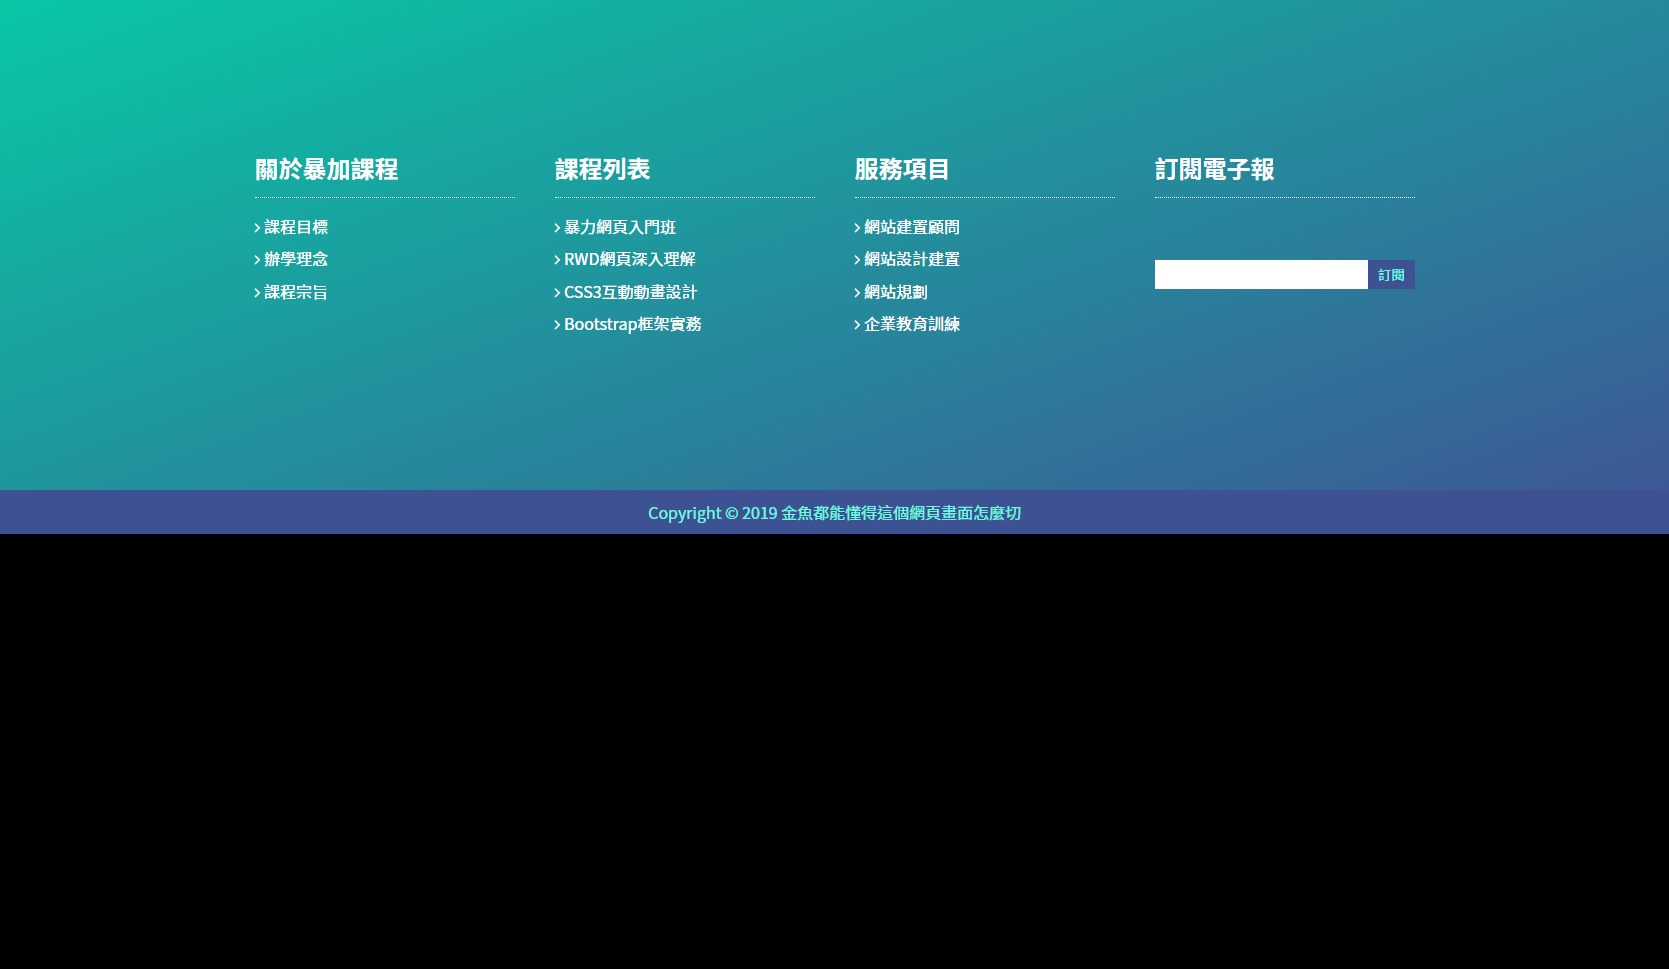 關於暴加課程
課程目標
辦學理念
課程宗旨
課程列表
暴力網頁入門班
RWD網頁深入理解
CSS3互動動畫設計
Bootstrap框架實務
服務項目
網站建置顧問
網站設計建置
網站規劃
企業教育訓練
訂閱電子報
訂閱
Copyright © 2019 金魚都能懂得這個網頁畫面怎麼切